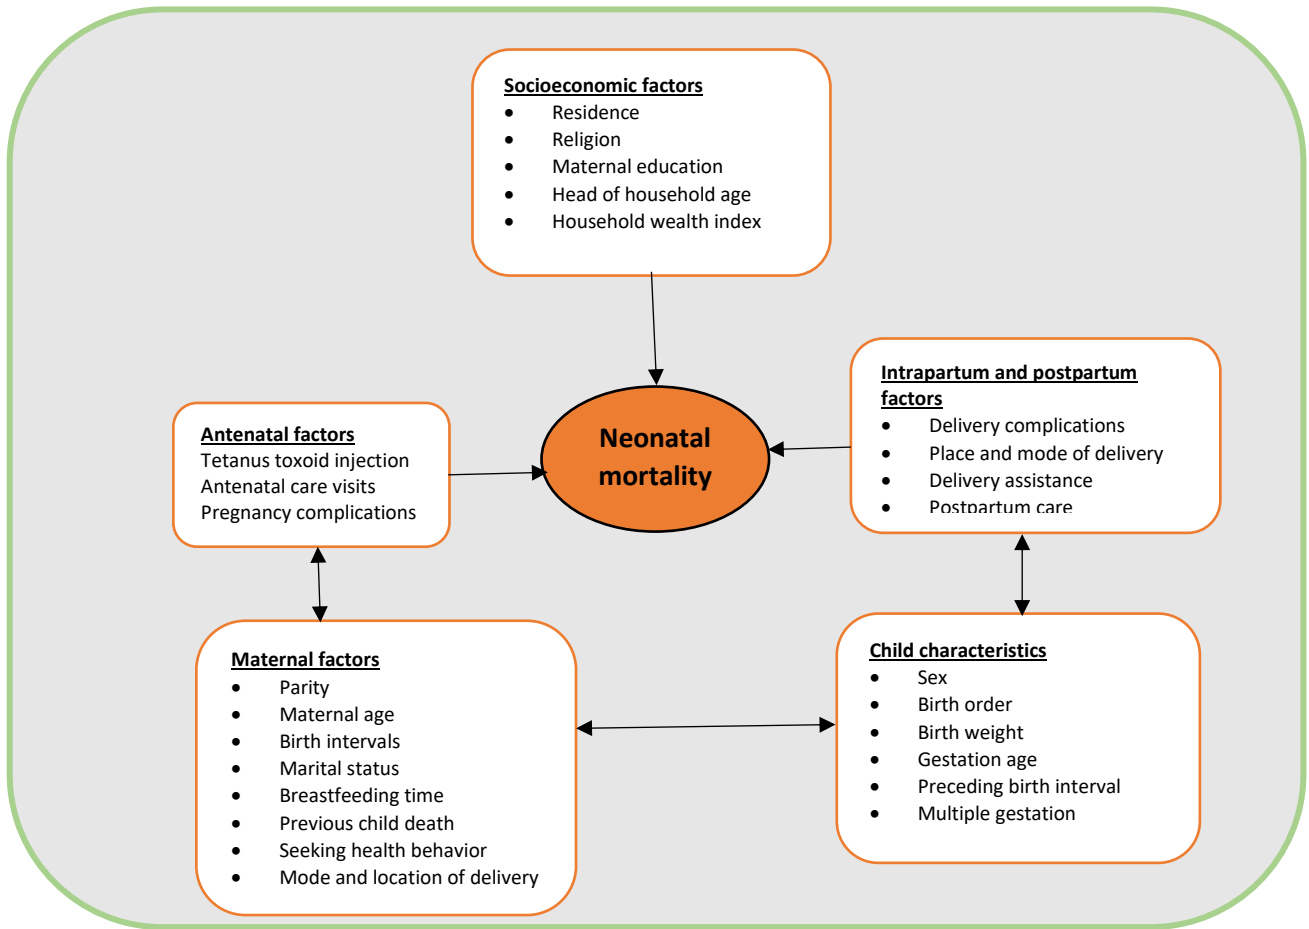 Socioeconomic factors
• Residence
• Religion
• Maternal education
• Head of household age
• Household wealth index
Intrapartum and postpartum
factors
• Delivery complications
• Place and mode of delivery
• Delivery assistance
• Postpartum care
Neonatal
mortality
Antenatal factors
Tetanus toxoid injection
Antenatal care visits
Pregnancy complications
Maternal factors
• Parity
• Maternal age
• Birth intervals
• Marital status
• Breastfeeding time
• Previous child death
• Seeking health behavior
• Mode and location of delivery
Child characteristics
• Sex
• Birth order
• Birth weight
• Gestation age
• Preceding birth interval
• Multiple gestation